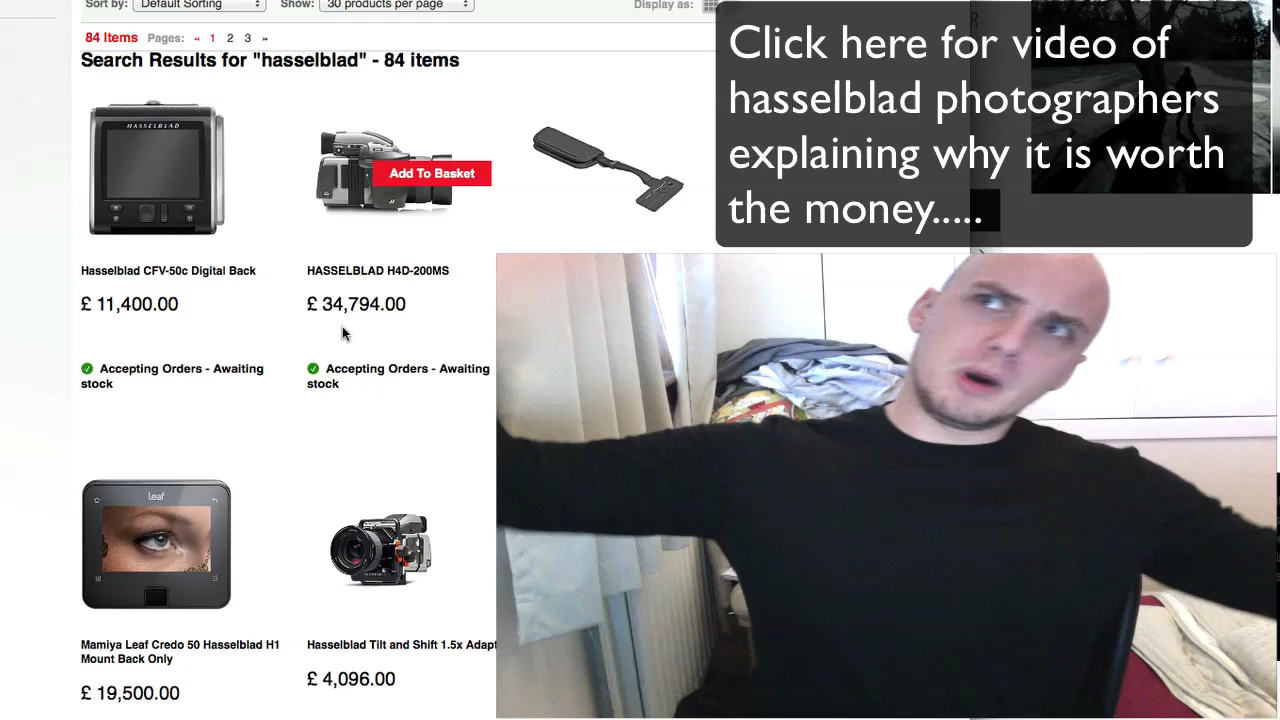 Sort by:
Default Sorting
Show:
30 products per page
Display as:
84 Items
Pages:
«
1
2
3
»
Search Results for "hasselblad" - 84 items
Click here for video of
hasselblad photographers
explaining why it is worth
the money.....
HASSELBLAD
Add To Basket
Hasselblad CFV-50c Digital Back
£ 11,400.00
Accepting Orders - Awaiting
stock
HASSELBLAD H4D-200MS
£ 34,794.00
Accepting Orders - Awaiting
stock
leaf
Mamiya Leaf Credo 50 Hasselblad H1
Mount Back Only
£ 19,500.00
Hasselblad Tilt and Shift 1.5x Adapt
£ 4,096.00